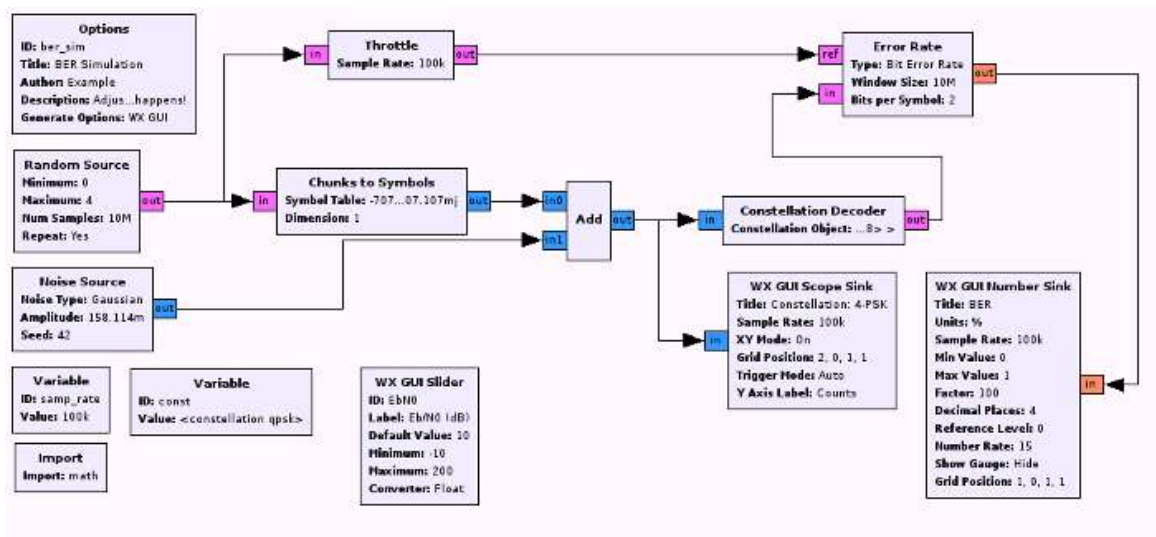 Options
ID: ber_sim
Title: BER Simulation
Author: Example
Description: Adjus...happens!
Generate Options: WX GUI
Throttle
in
Sample Rate: 100k
out
Error Rate
ref
Type: Bit Error Rate
Window Size: 10M
in
Bits per Symbol: 2
out
Random Source
Minimum: 0
Maximum: 4
Num Samples: 10M
Repeat: Yes
out
Chunks to Symbols
in
Symbol Table: -707...07.107mj
Dimension: 1
out
in0
in1
Add
out
Constellation Decoder
in
Constellation Object: ...8> >
out
Noise Source
Noise Type: Gaussian
Amplitude: 158.114m
Seed: 42
out
WX GUI Scope Sink
Title: Constellation: 4-PSK
Sample Rate: 100k
XY Mode: On
in
Grid Position: 2, 0, 1, 1
Trigger Mode: Auto
Y Axis Label: Counts
WX GUI Number Sink
Title: BER
Units: %
Sample Rate: 100k
Min Value: 0
Max Value: 1
in
Factor: 100
Decimal Places: 4
Reference Level: 0
Number Rate: 15
Show Gauge: Hide
Grid Position: 1, 0, 1, 1
Variable
ID: samp_rate
Value: 100k
Variable
ID: const
Value: <constellation qpsk>
WX GUI Slider
ID: EbN0
Label: Eb/N0 (dB)
Default Value: 10
Minimum: -10
Maximum: 200
Converter: Float
Import
Import: math